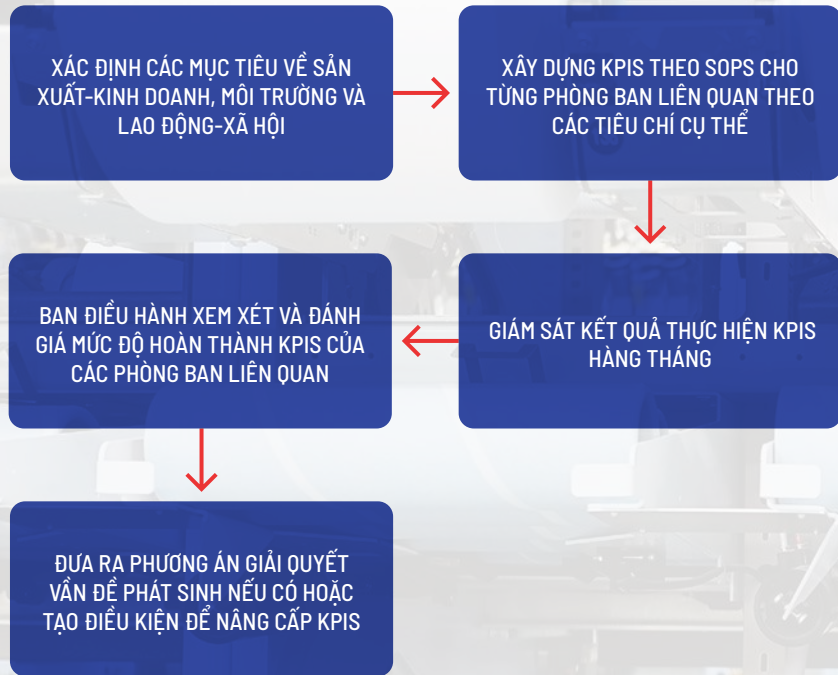 XÁC ĐỊNH CÁC MỤC TIÊU VỀ SẢN
XUẤT-KINH DOANH, MÔI TRƯỜNG VÀ
LAO ĐỘNG-XÃ HỘI
XÂY DỰNG KPIS THEO SOPS CHO
TỪNG PHÒNG BAN LIÊN QUAN THEO
CÁC TIÊU CHÍ CỤ THỂ
GIÁM SÁT KẾT QUẢ THỰC HIỆN KPIS
HÀNG THÁNG
BAN ĐIỀU HÀNH XEM XÉT VÀ ĐÁNH
GIÁ MỨC ĐỘ HOÀN THÀNH KPIS CỦA
CÁC PHÒNG BAN LIÊN QUAN
ĐƯA RA PHƯƠNG ÁN GIẢI QUYẾT
VẤN ĐỀ PHÁT SINH NẾU CÓ HOẶC
TẠO ĐIỀU KIỆN ĐỂ NÂNG CẤP KPIS